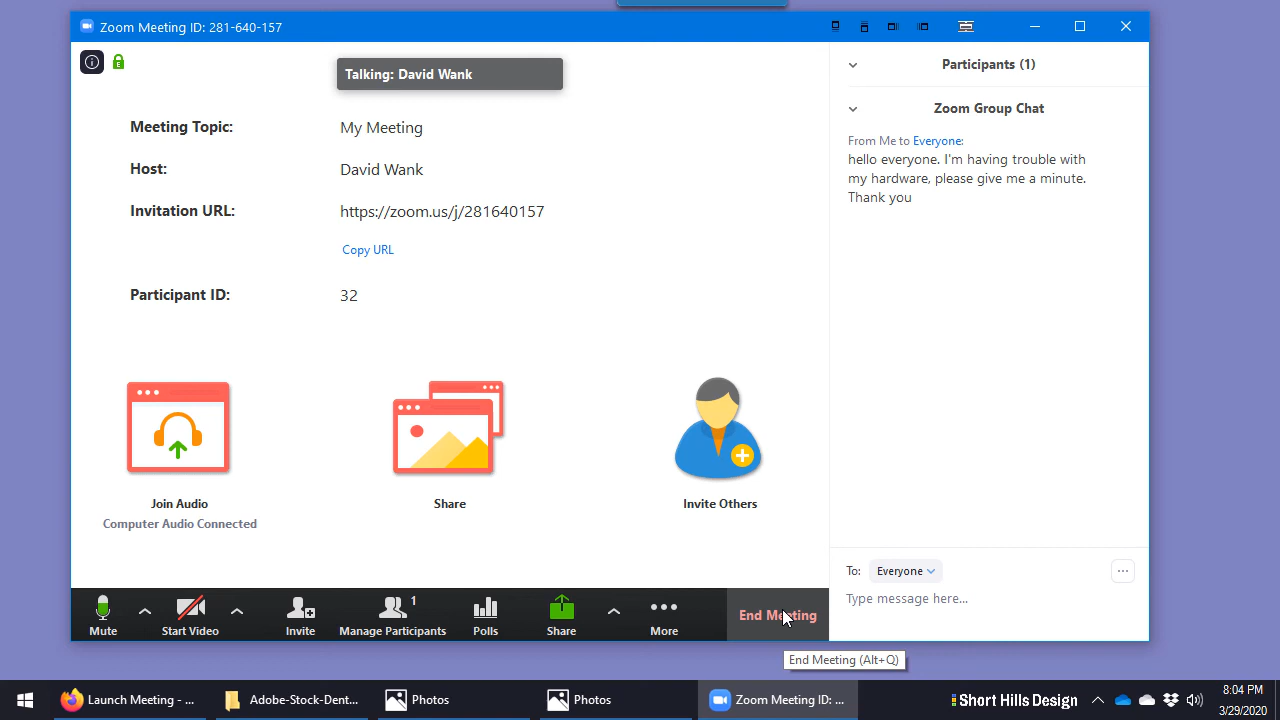 Zoom Meeting ID: 281-640-157
Talking: David Wank
Meeting Topic: My Meeting
Host: David Wank
Invitation URL: https://zoom.us/j/281640157
Copy URL
Participant ID: 32
Join Audio
Computer Audio Connected
Share
Invite Others
Participants (1)
Zoom Group Chat
From Me to Everyone:
hello everyone. I'm having trouble with
my hardware, please give me a minute.
Thank you
To: Everyone
Type message here...
Mute
Start Video
Invite
1
Manage Participants
Polls
Share
More
End Meeting
End Meeting (Alt+Q)
Launch Meeting - ...
Adobe-Stock-Dent...
Photos
Photos
Zoom Meeting ID: ...
Short Hills Design
8:04 PM
3/29/2020